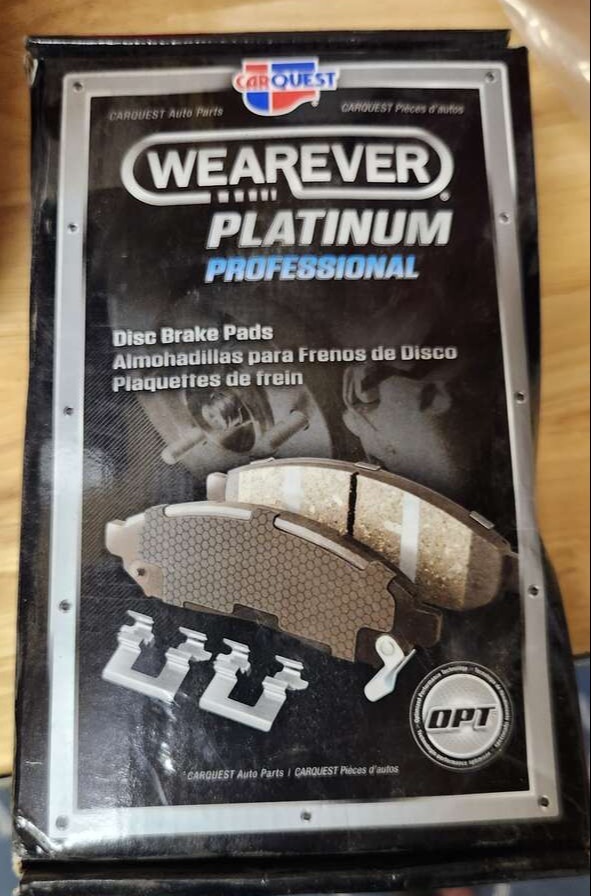 CARQUEST
CARQUEST Auto Parts
CARQUEST Pièces d'autos
WEAREVER
PLATINUM
PROFESSIONAL
Disc Brake Pads
Almohadillas para Frenos de Disco
Plaquettes de frein
OPT
CARQUEST Auto Parts | CARQUEST Pièces d'autos